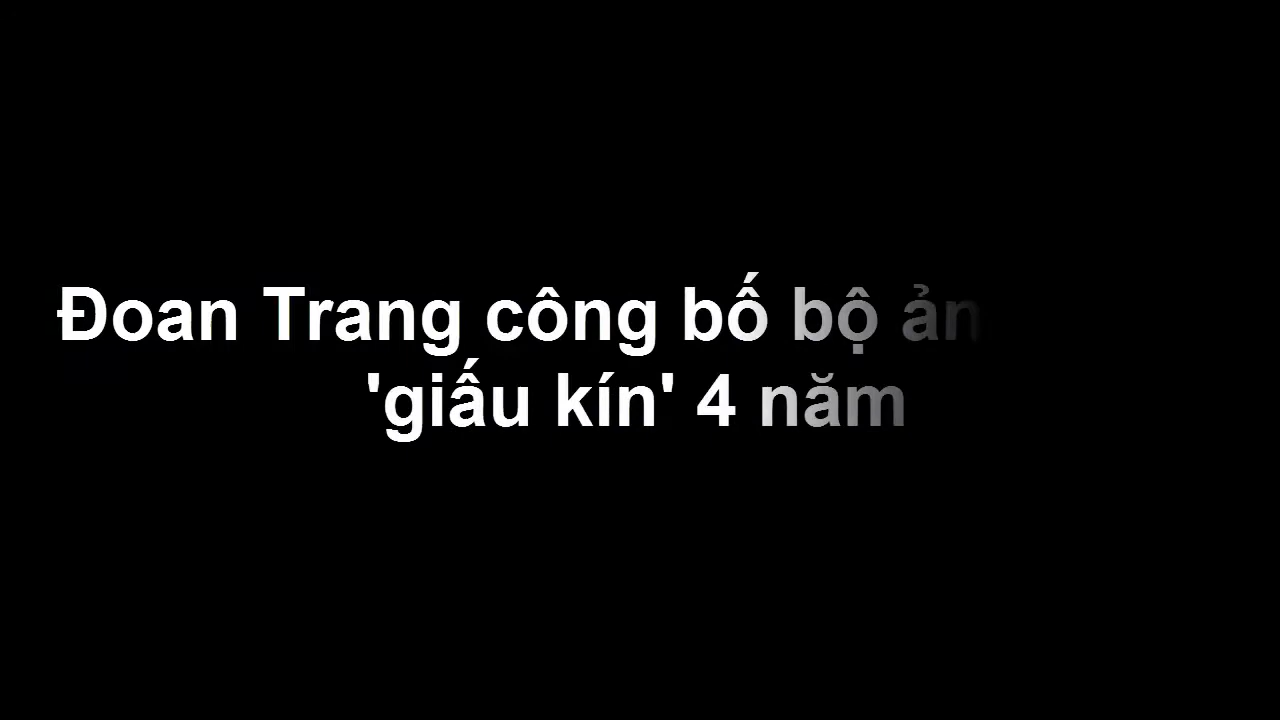 Đoan Trang công bố bộ
'giấu kín' 4 năm